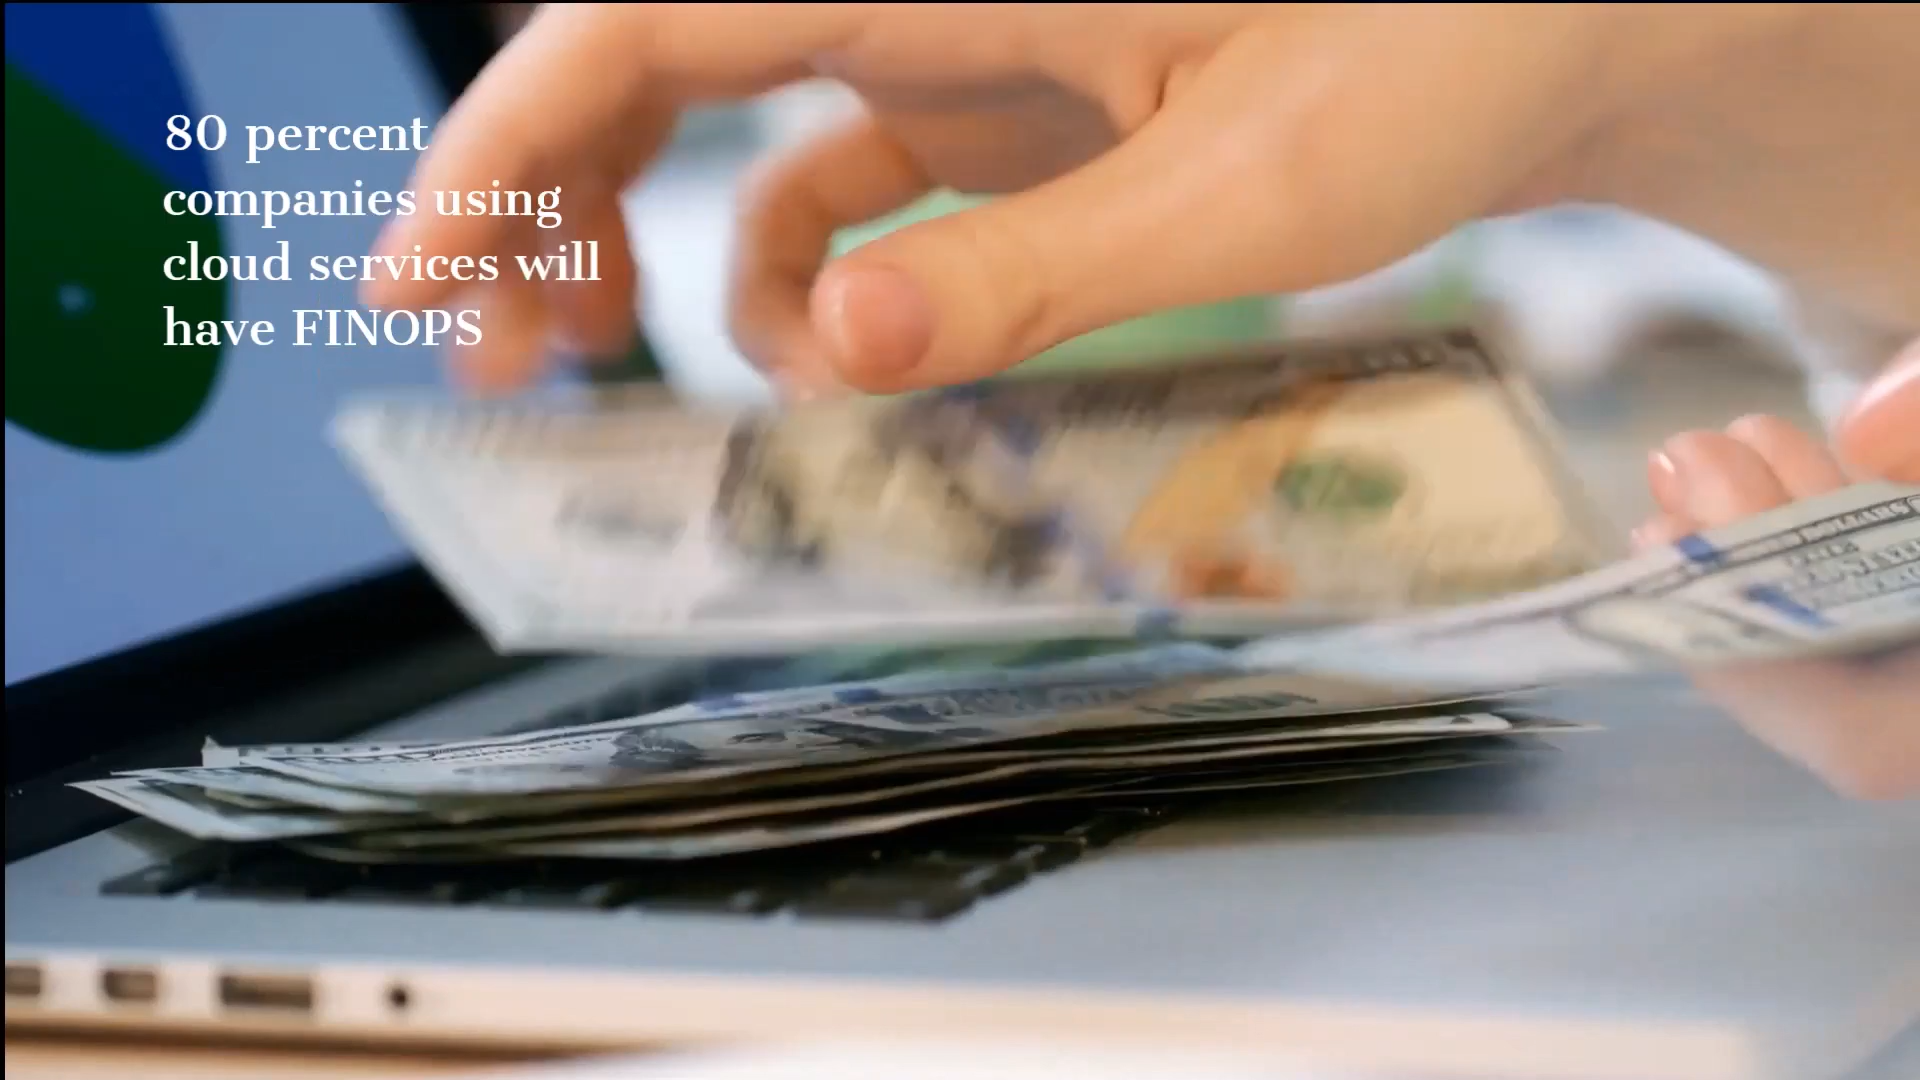 80 percent
companies using
cloud services will
have FINOPS